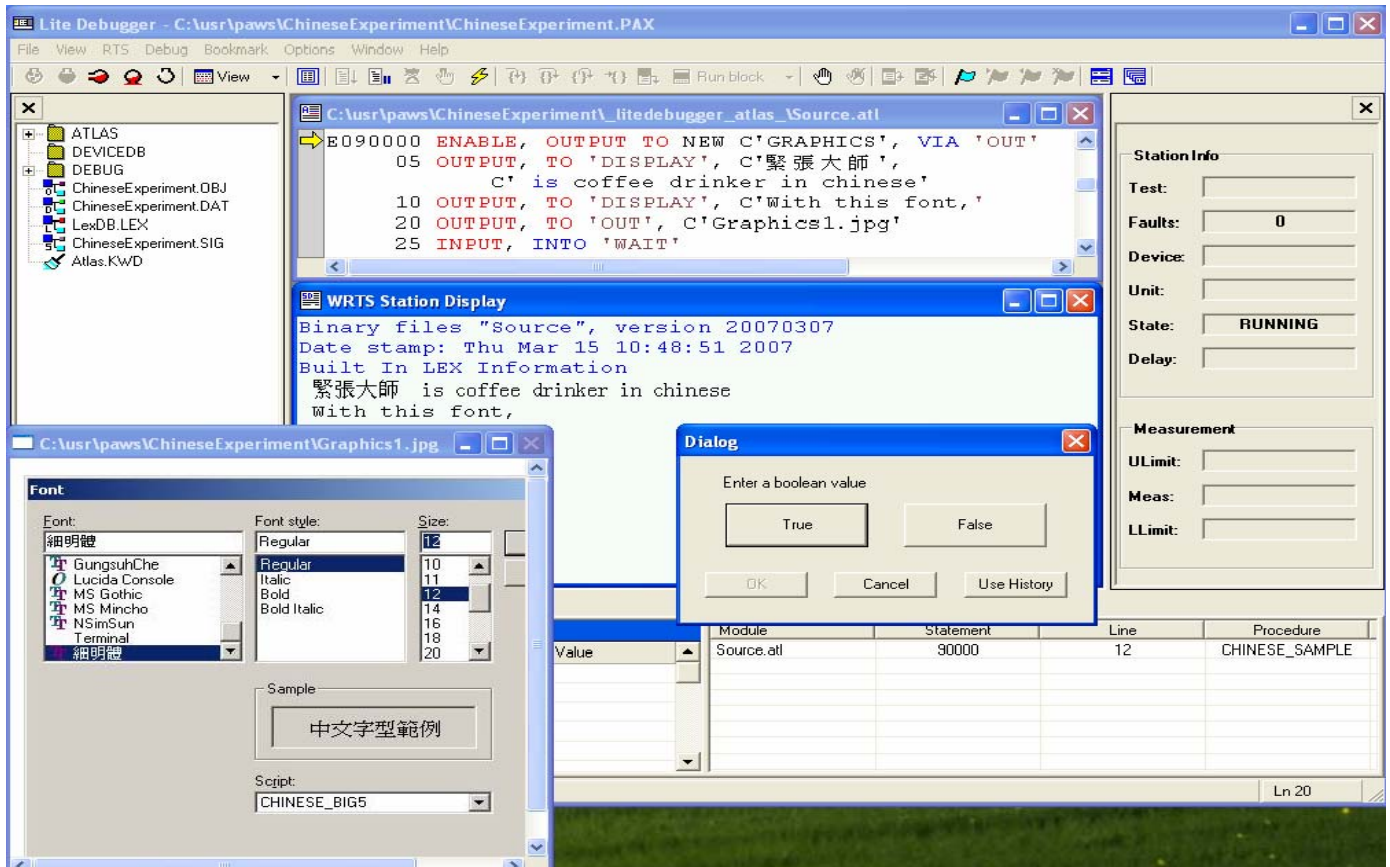 Lite Debugger - C:\usr\paws\ChineseExperiment\ChineseExperiment.PAX
File View RTS Debug Bookmark Options Window Help
View Run block
ATLAS
DEVICEDB
DEBUG
ChineseExperiment.OBJ
ChineseExperiment.DAT
LexDB.LEX
ChineseExperiment.SIG
Atlas.KWD
C:\usr\paws\ChineseExperiment\_litedebugger_atlas_\Source.atl
E090000 ENABLE, OUTPUT TO NEW C'GRAPHICS', VIA 'OUT'
05 OUTPUT, TO 'DISPLAY', C'緊張大師',
C' is coffee drinker in chinese'
10 OUTPUT, TO 'DISPLAY', C'With this font,'
20 OUTPUT, TO 'OUT', C'Graphics1.jpg'
25 INPUT, INTO 'WAIT'
WRTS Station Display
Binary files "Source", version 20070307
Date stamp: Thu Mar 15 10:48:51 2007
Built In LEX Information
緊張大師 is coffee drinker in chinese
With this font,
Station Info
Test:
Faults: 0
Device:
Unit:
State: RUNNING
Delay:
Measurement
ULimit:
Meas:
LLimit:
C:\usr\paws\ChineseExperiment\Graphics1.jpg
Font
Font: Font style: Size:
細明體 Regular 12
GungsuhChe Regular 10
Lucida Console Italic 11
MS Gothic Bold 12
MS Mincho Bold Italic 14
NSimSun 16
Terminal 18
細明體 20
Sample
中文字型範例
Script:
CHINESE_BIG5
Dialog
Enter a boolean value
True False
OK Cancel Use History
Value
Module Statement Line Procedure
Source.atl 90000 12 CHINESE_SAMPLE
Ln 20